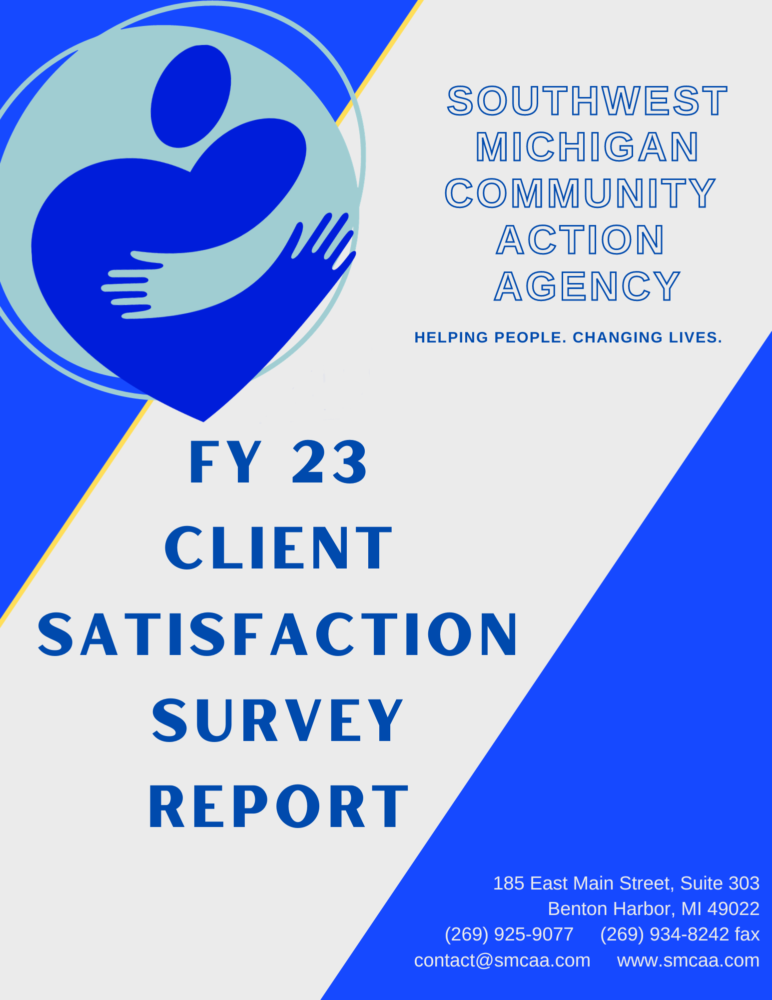 SOUTHWEST
MICHIGAN
COMMUNITY
ACTION
AGENCY
HELPING PEOPLE. CHANGING LIVES.
FY 23
CLIENT
SATISFACTION
SURVEY
REPORT
185 East Main Street, Suite 303
Benton Harbor, MI 49022
(269) 925-9077 (269) 934-8242 fax
contact@smcaa.com www.smcaa.com